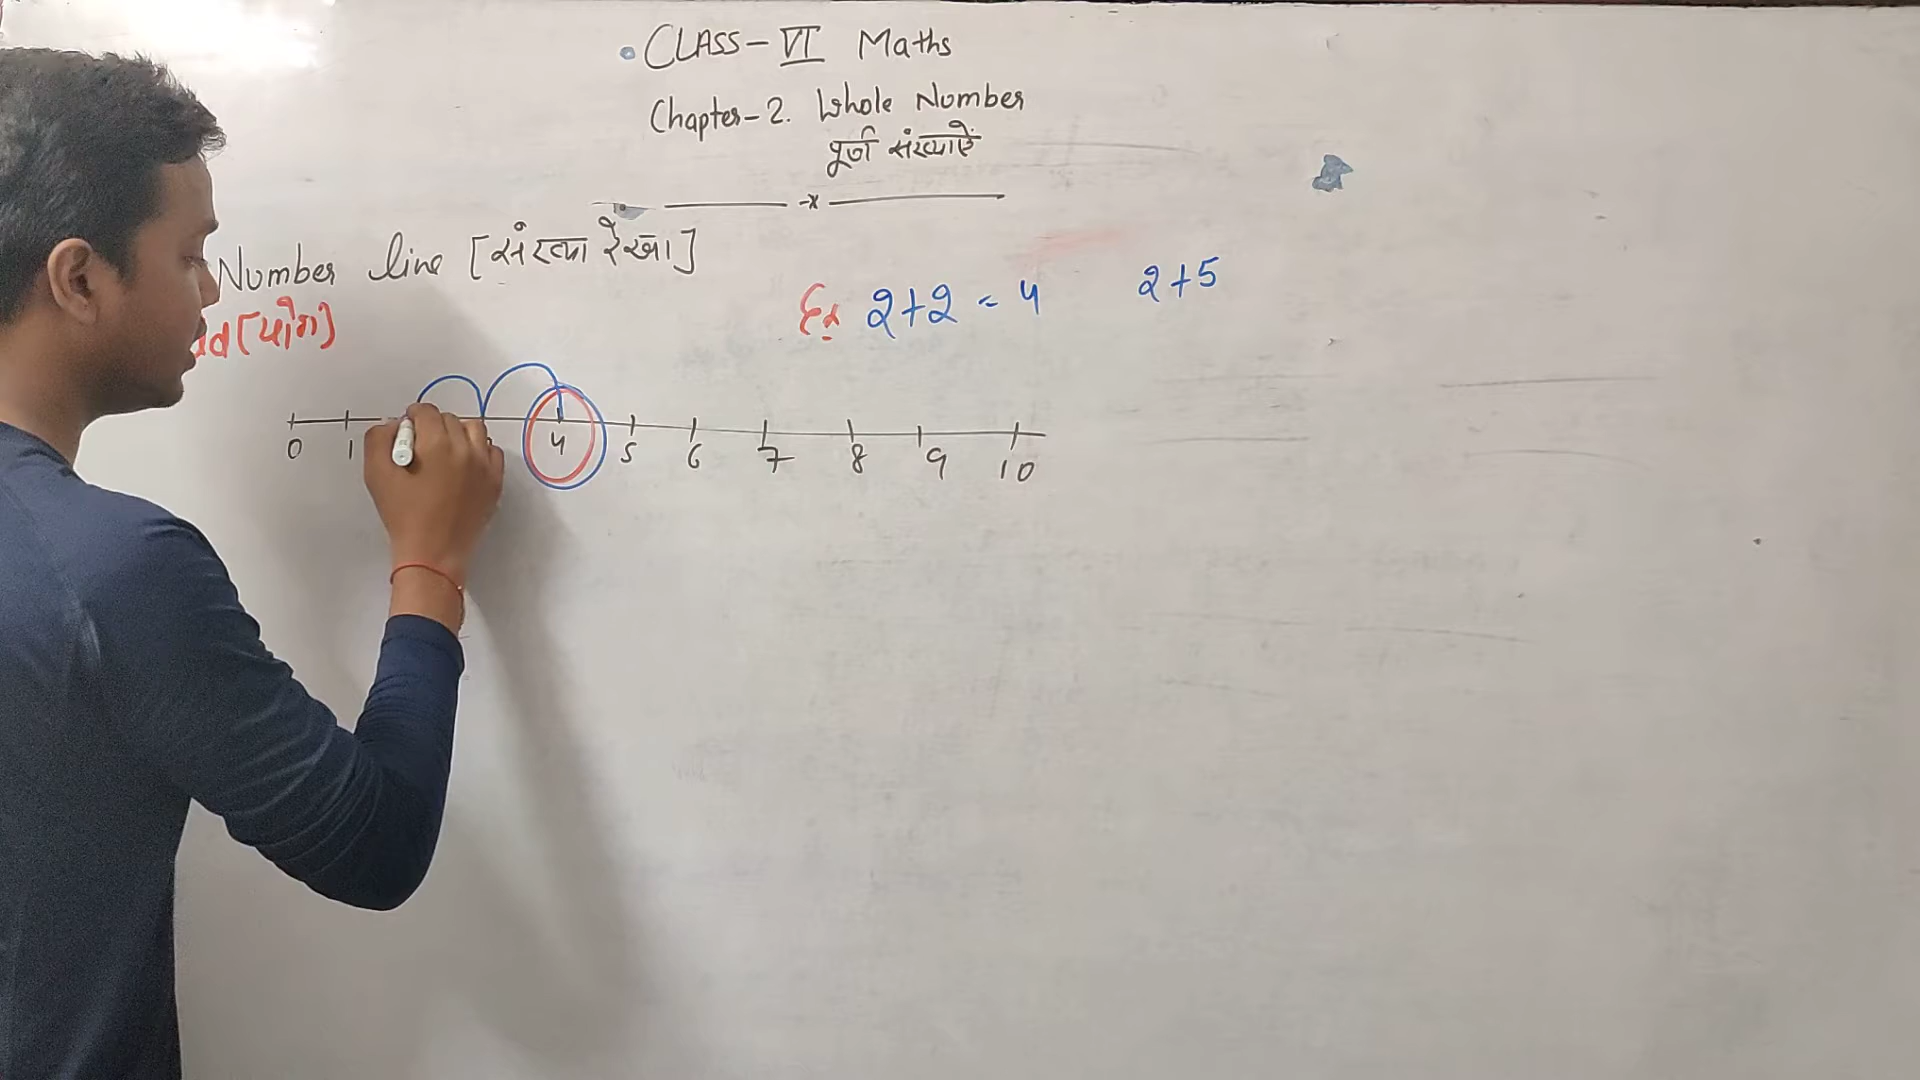 CLASS-VI Maths
Chapter-2. Whole Number
पूर्ण संख्याऐं
Number line [संख्या रेखा]
[योग]
Ex 2+2 = 4 2+5
0 1 4 5 6 7 8 9 10